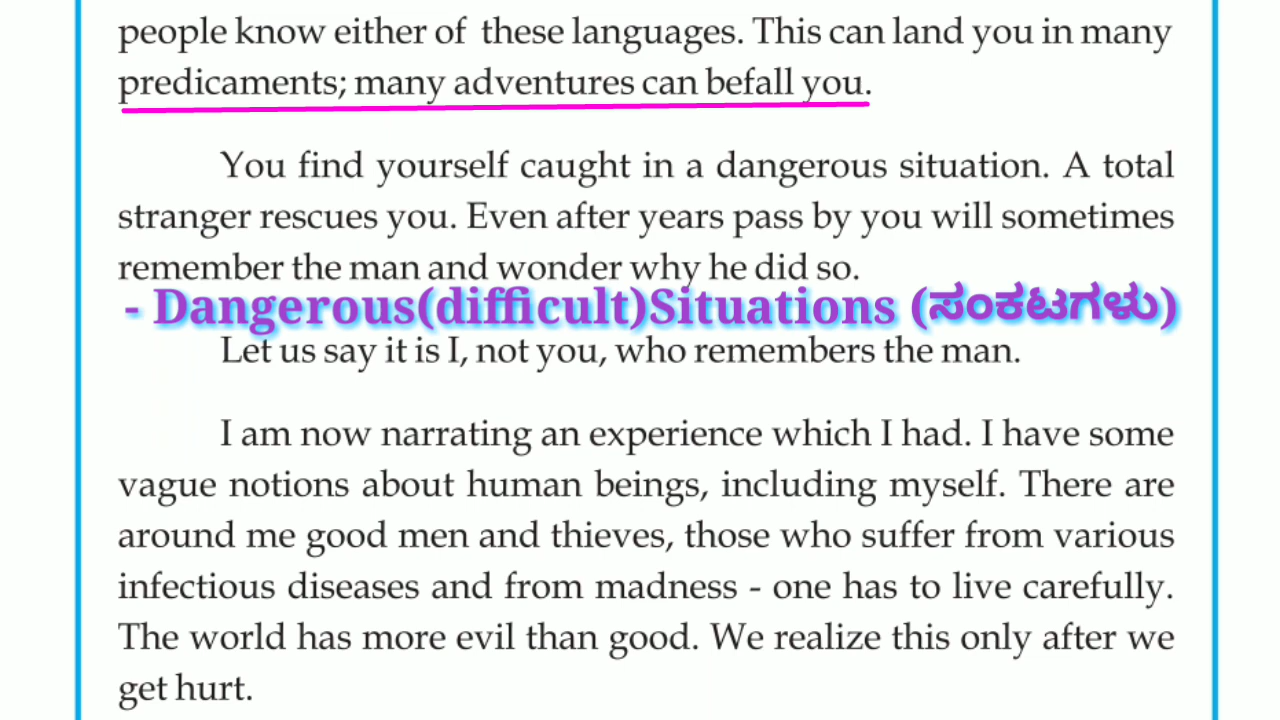 people know either of these languages. This can land you in many
predicaments; many adventures can befall you.
You find yourself caught in a dangerous situation. A total
stranger rescues you. Even after years pass by you will sometimes
remember the man and wonder why he did so.
- Dangerous(difficult)Situations (ಸಂಕಟಗಳು)
Let us say it is I, not you, who remembers the man.
I am now narrating an experience which I had. I have some
vague notions about human beings, including myself. There are
around me good men and thieves, those who suffer from various
infectious diseases and from madness - one has to live carefully.
The world has more evil than good. We realize this only after we
get hurt.